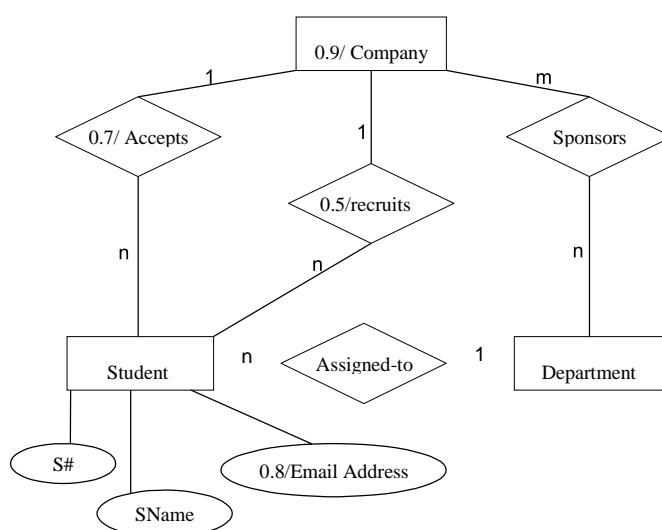 0.9/ Company
1
m
0.7/ Accepts
1
Sponsors
0.5/recruits
n
n
n
Student
n
Assigned-to
1
Department
S#
0.8/Email Address
SName